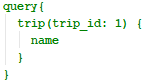 query{
  trip(trip_id: 1) {
    name
  }
}